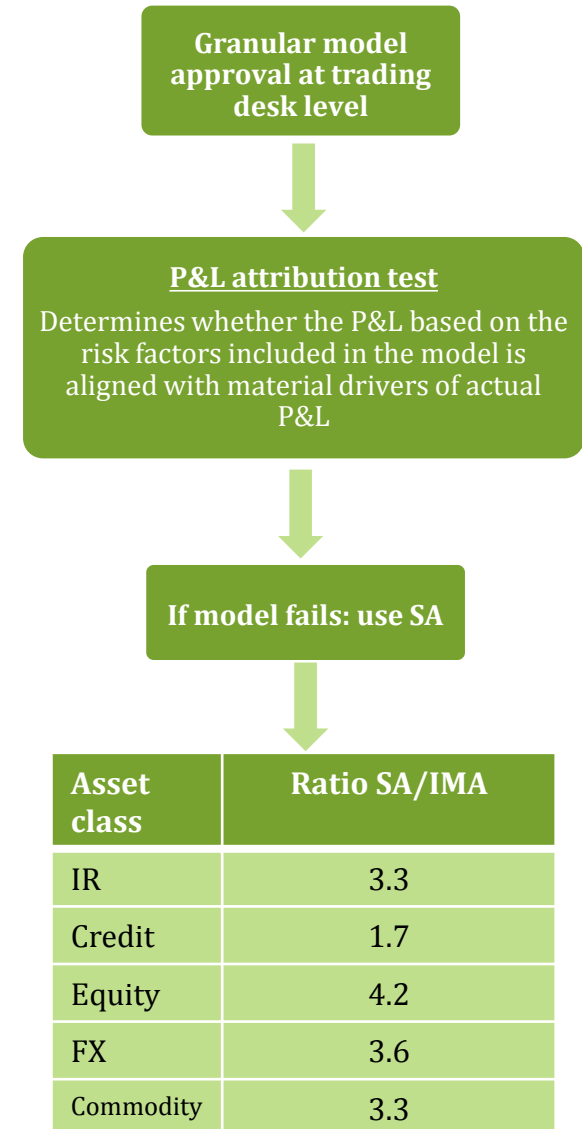 Granular model
approval at trading
desk level
P&L attribution test
Determines whether the P&L based on the
risk factors included in the model is
aligned with material drivers of actual
P&L
If model fails: use SA
Asset Ratio SA/IMA
class
IR 3.3
Credit 1.7
Equity 4.2
FX 3.6
Commodity 3.3